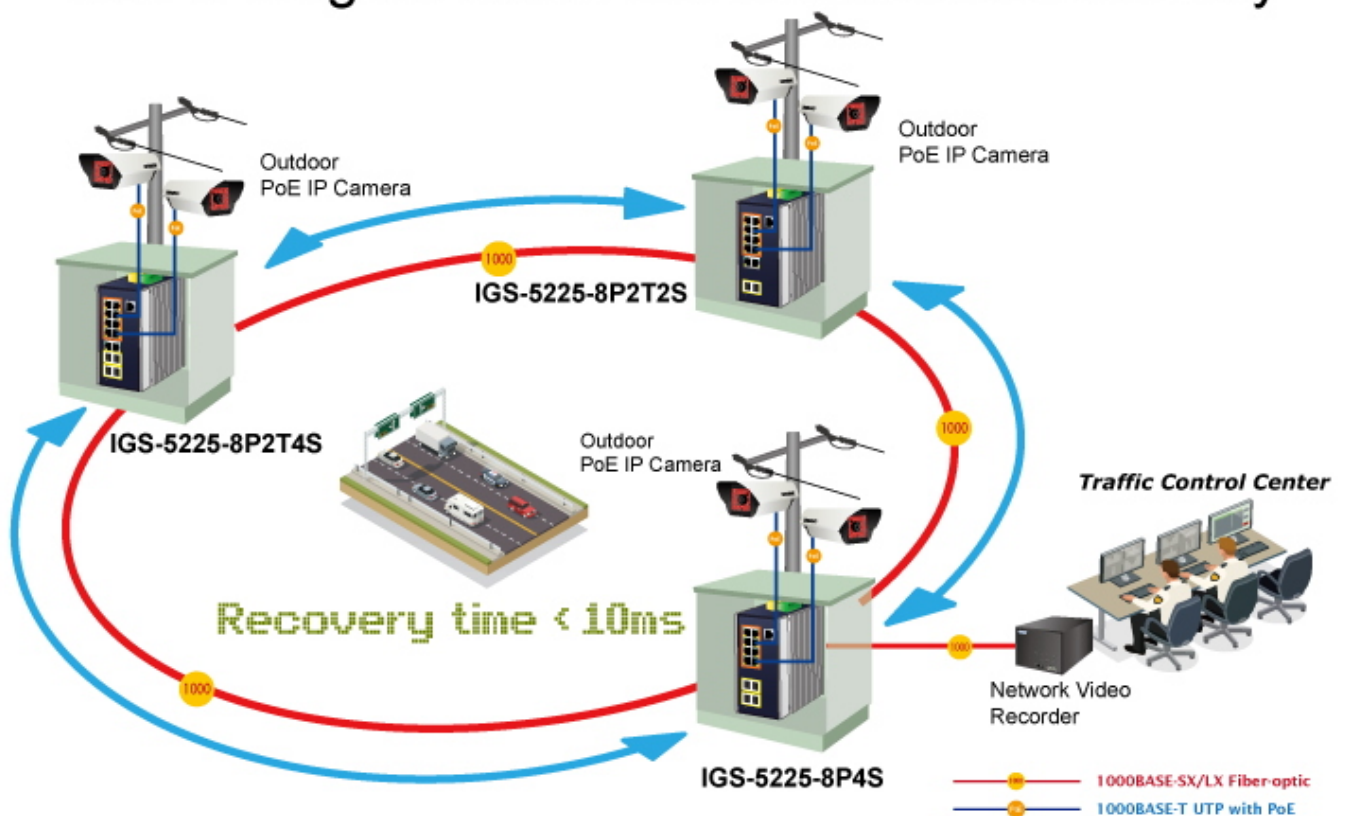 Outdoor
PoE IP Camera
Outdoor
PoE IP Camera
1000
IGS-5225-8P2T2S
IGS-5225-8P2T4S
1000
Outdoor
PoE IP Camera
Traffic Control Center
Recovery time < 10ms
1000
1000
Network Video
Recorder
IGS-5225-8P4S
1000BASE-SX/LX Fiber-optic
1000BASE-T UTP with PoE